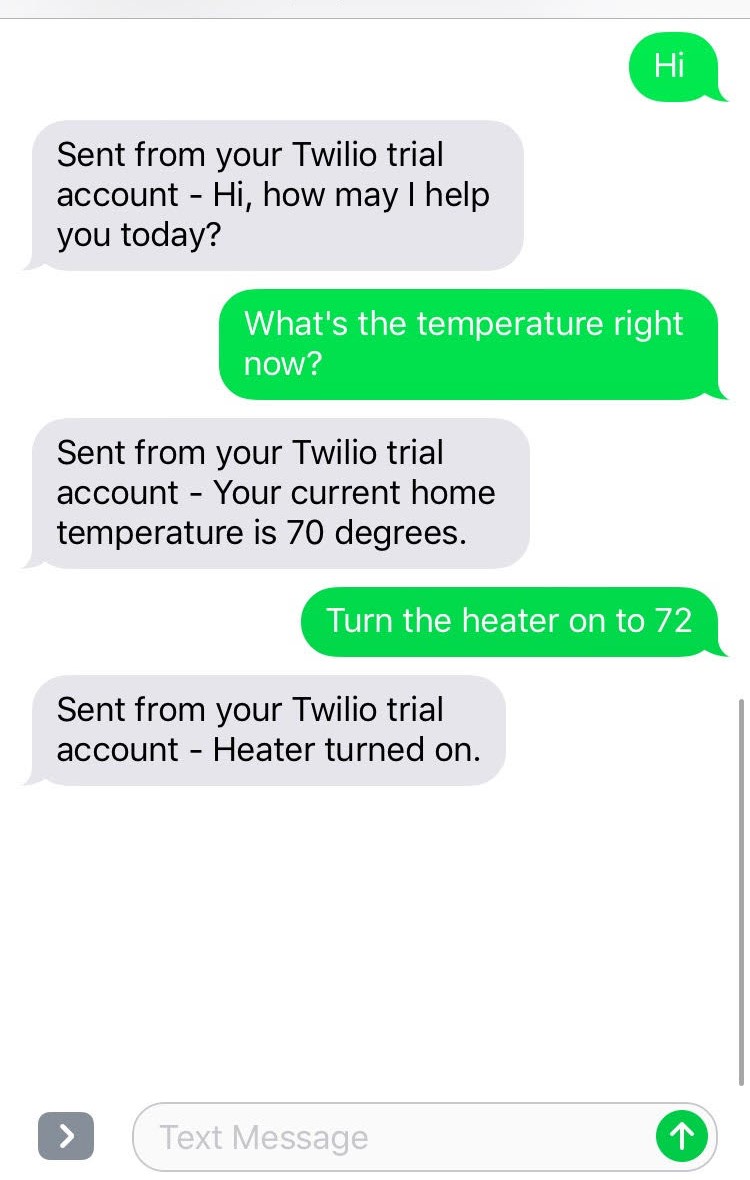 Hi
Sent from your Twilio trial
account - Hi, how may I help
you today?
What's the temperature right
now?
Sent from your Twilio trial
account - Your current home
temperature is 70 degrees.
Turn the heater on to 72
Sent from your Twilio trial
account - Heater turned on.
Text Message